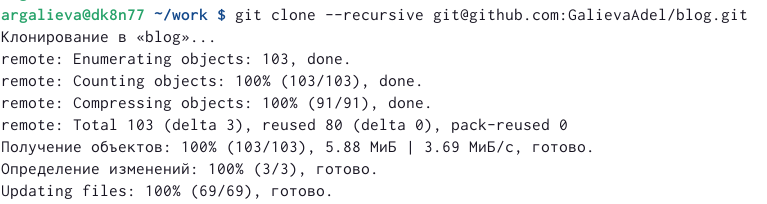 argalieva@dk8n77 ~/work $ git clone --recursive git@github.com:GalievaAdel/blog.git
Клонирование в «blog»...
remote: Enumerating objects: 103, done.
remote: Counting objects: 100% (103/103), done.
remote: Compressing objects: 100% (91/91), done.
remote: Total 103 (delta 3), reused 80 (delta 0), pack-reused 0
Получение объектов: 100% (103/103), 5.88 МиБ | 3.69 МиБ/с, готово.
Определение изменений: 100% (3/3), готово.
Updating files: 100% (69/69), готово.